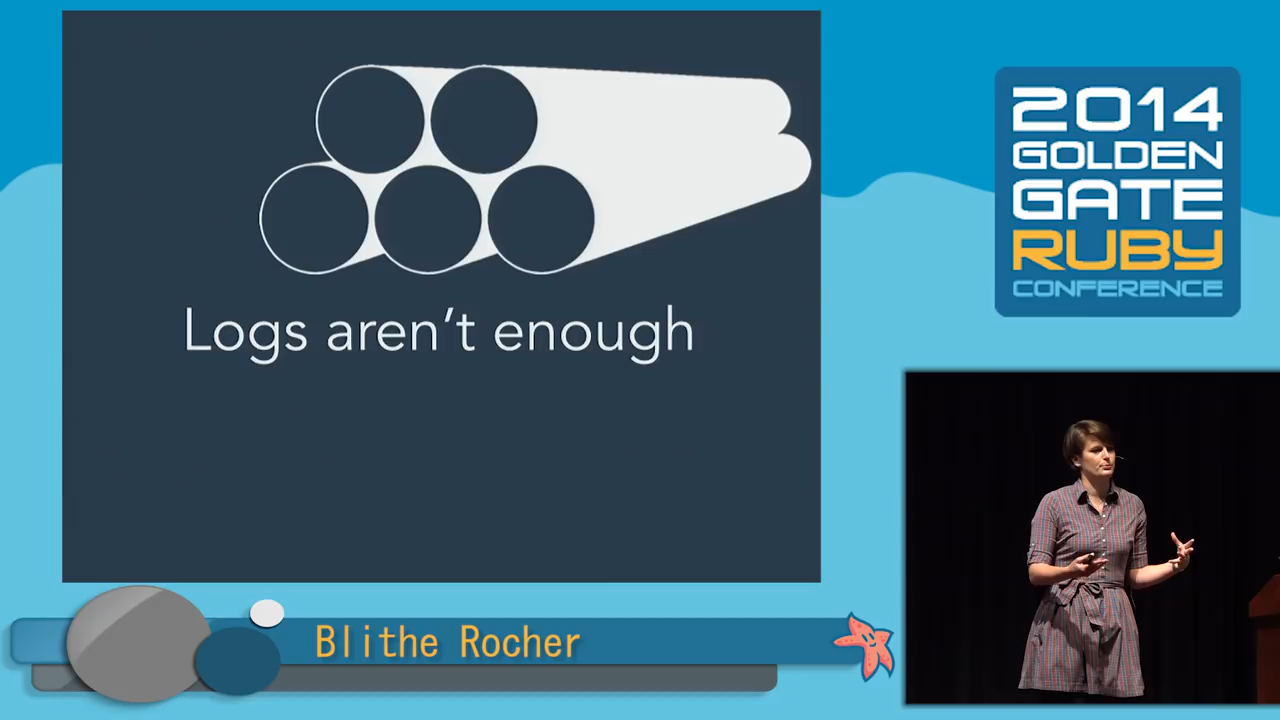 Logs aren't enough
2014
GOLDEN
GATE
RUBY
CONFERENCE
Blithe Rocher